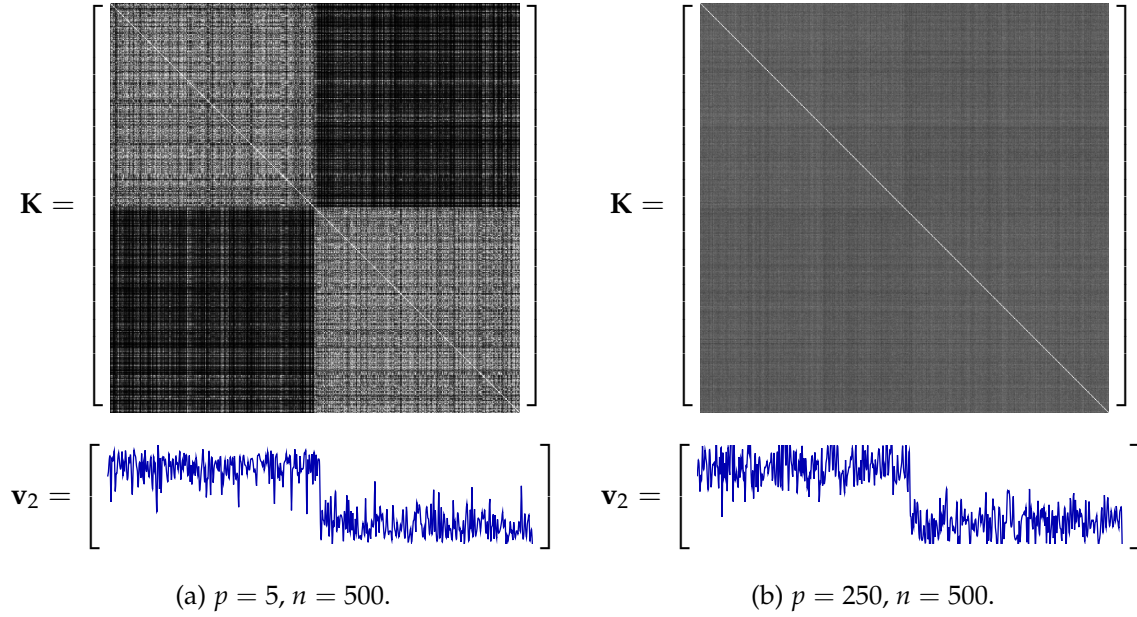 K =
K =
v₂ =
v₂ =
(a) p = 5, n = 500.
(b) p = 250, n = 500.